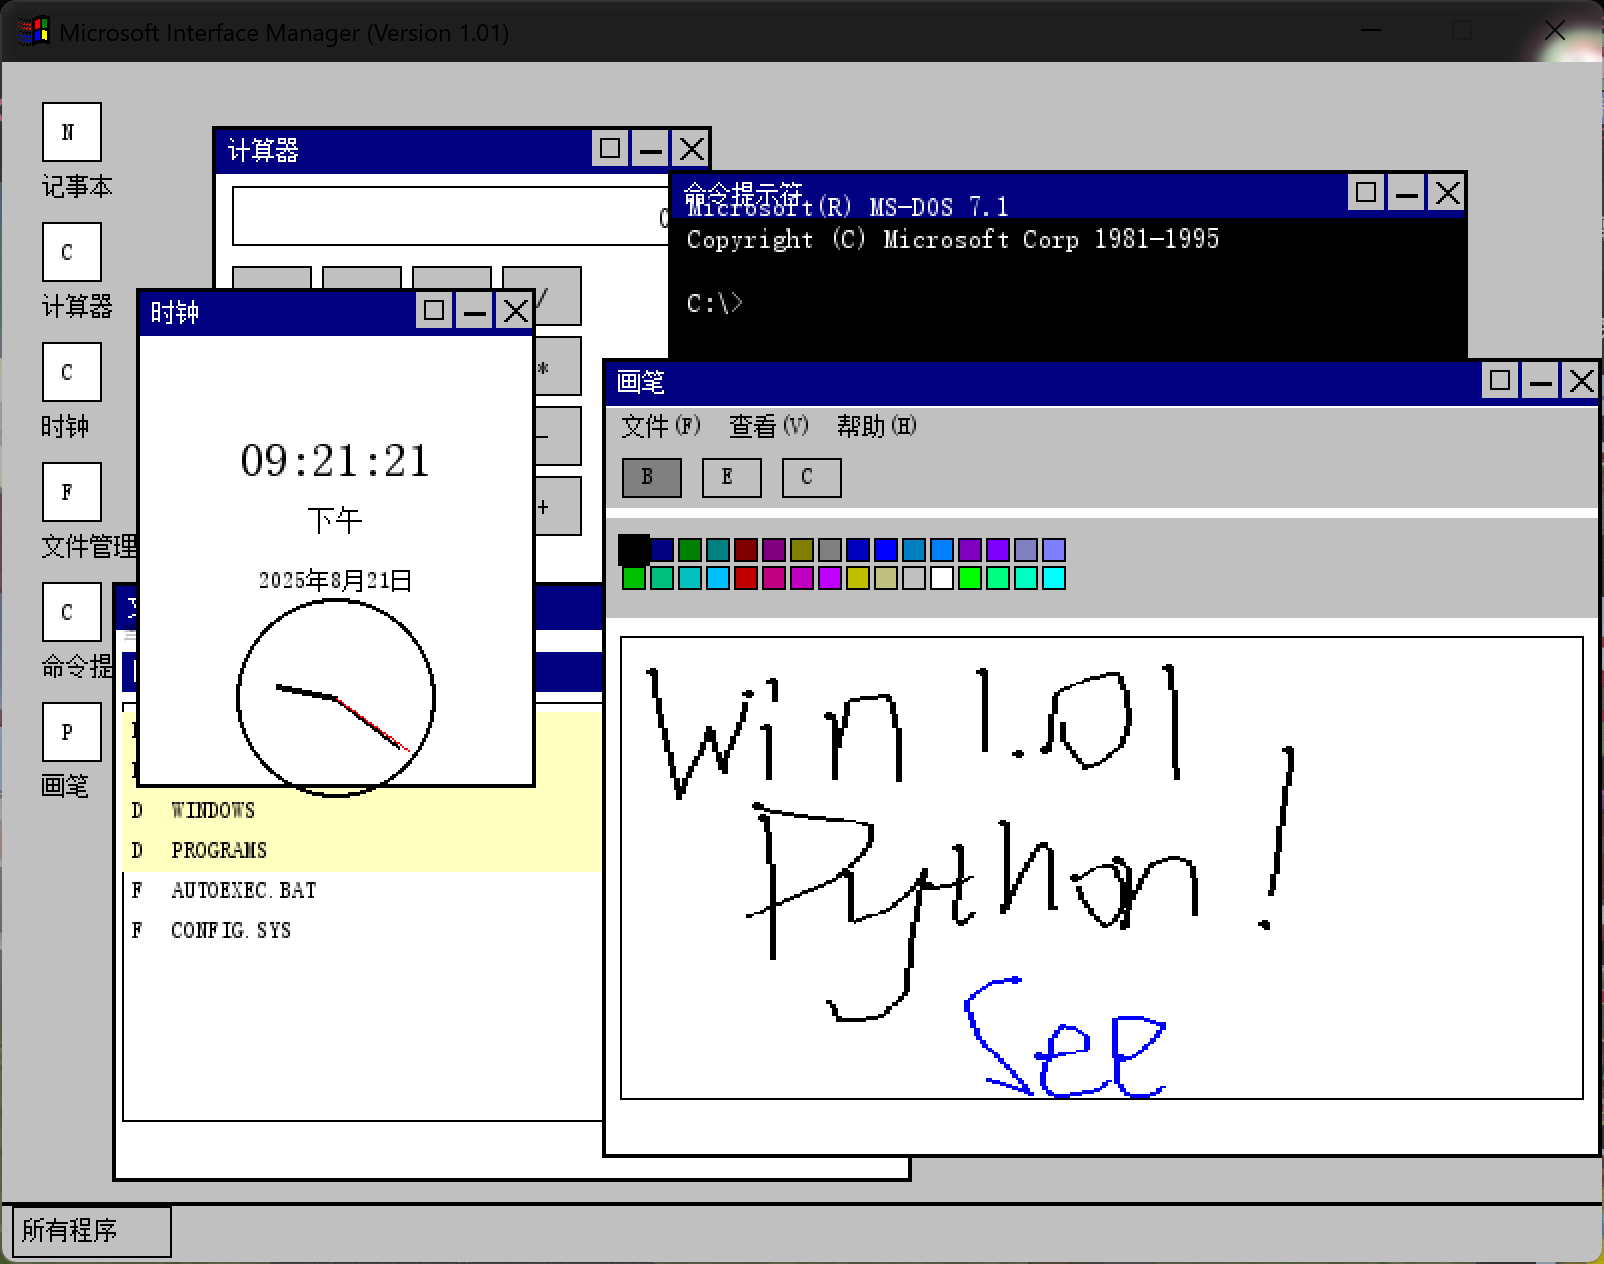 Microsoft Interface Manager (Version 1.01)
N
记事本
C
计算器
C
时钟
F
文件管理
C
命令提
P
画笔
计算器
0
/
*
-
+
命令提示符
Microsoft(R) MS-DOS 7.1
Copyright (C) Microsoft Corp 1981-1995
C:\>
时钟
09:21:21
下午
2025年8月21日
D WINDOWS
D PROGRAMS
F AUTOEXEC.BAT
F CONFIG.SYS
画笔
文件(F) 查看(V) 帮助(H)
B E C
Win 1.01
Python!
See
所有程序